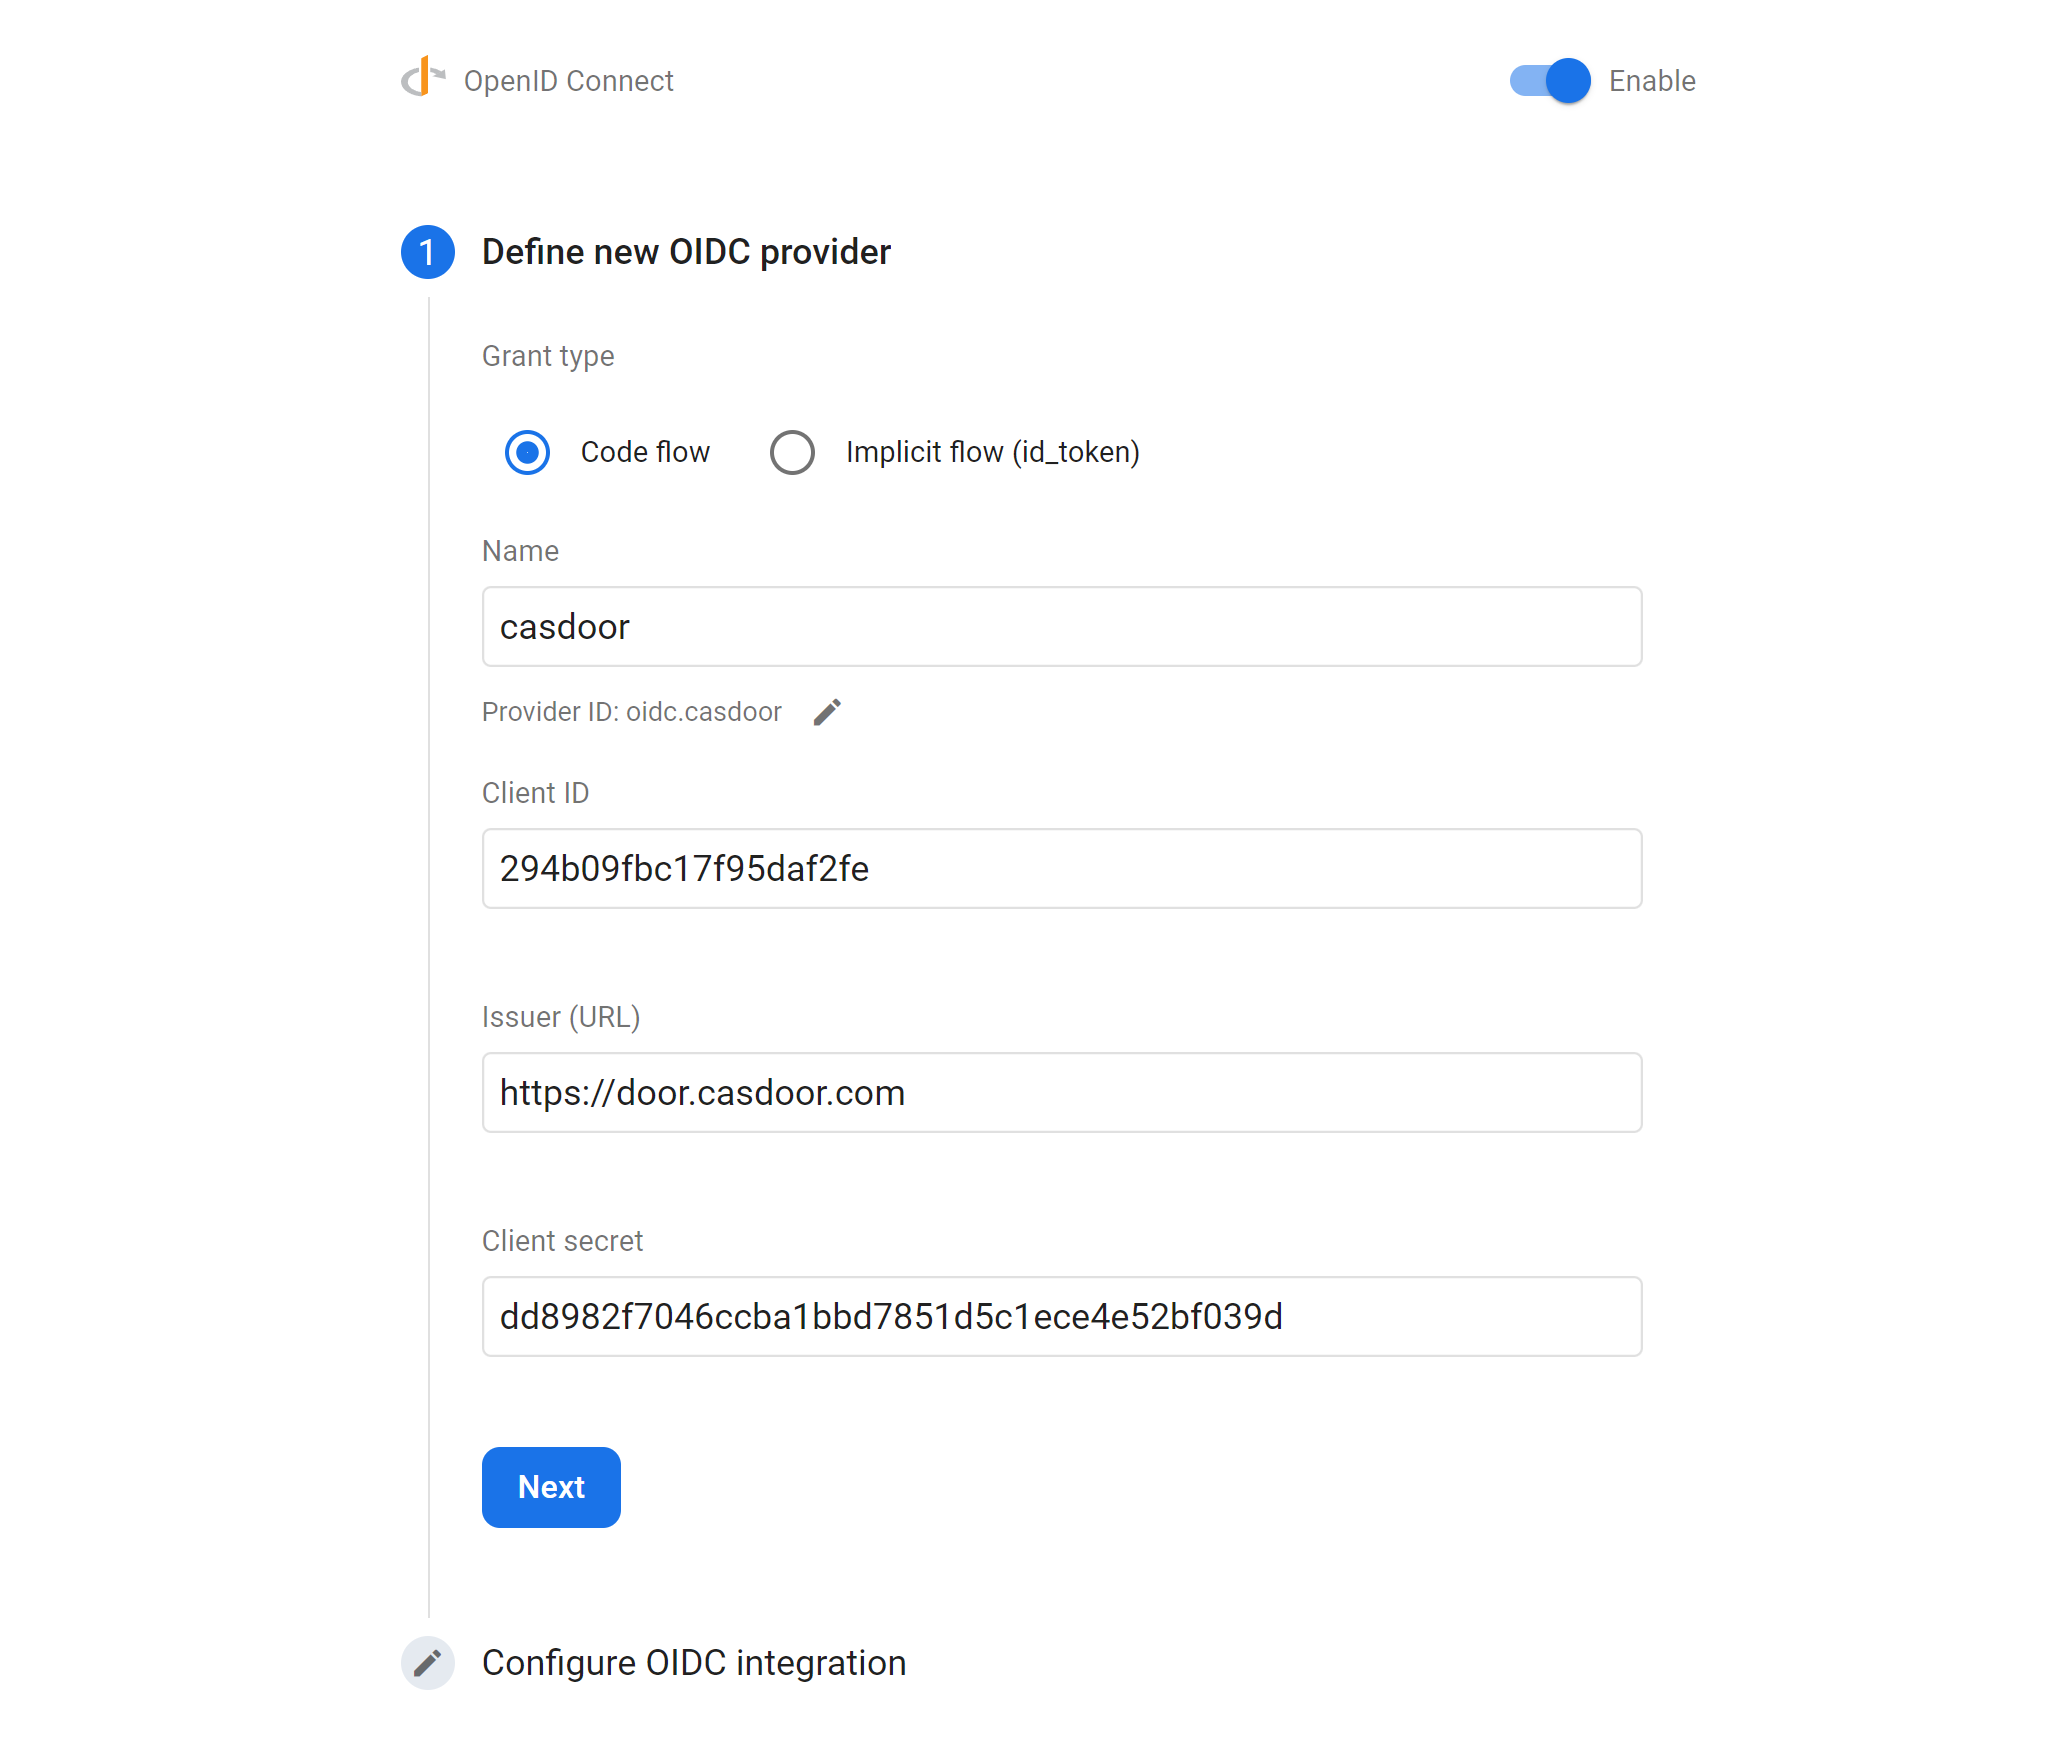 OpenID Connect
Enable
1
Define new OIDC provider
Grant type
Code flow
Implicit flow (id_token)
Name
casdoor
Provider ID: oidc.casdoor
Client ID
294b09fbc17f95daf2fe
Issuer (URL)
https://door.casdoor.com
Client secret
dd8982f7046ccba1bbd7851d5c1ece4e52bf039d
Next
Configure OIDC integration